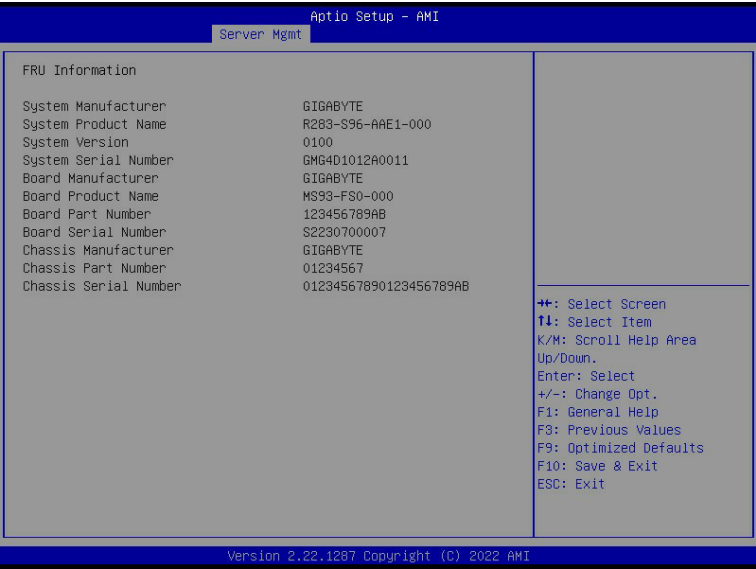 Aptio Setup – AMI
Server Mgmt
FRU Information
System Manufacturer GIGABYTE
System Product Name R283-S96-AAE1-000
System Version 0100
System Serial Number GMG4D1012A0011
Board Manufacturer GIGABYTE
Board Product Name MS93-FS0-000
Board Part Number 123456789AB
Board Serial Number S2230700007
Chassis Manufacturer GIGABYTE
Chassis Part Number 01234567
Chassis Serial Number 01234567890123456789AB
→←: Select Screen
↑↓: Select Item
K/M: Scroll Help Area
Up/Down.
Enter: Select
+/-: Change Opt.
F1: General Help
F3: Previous Values
F9: Optimized Defaults
F10: Save & Exit
ESC: Exit
Version 2.22.1287 Copyright (C) 2022 AMI